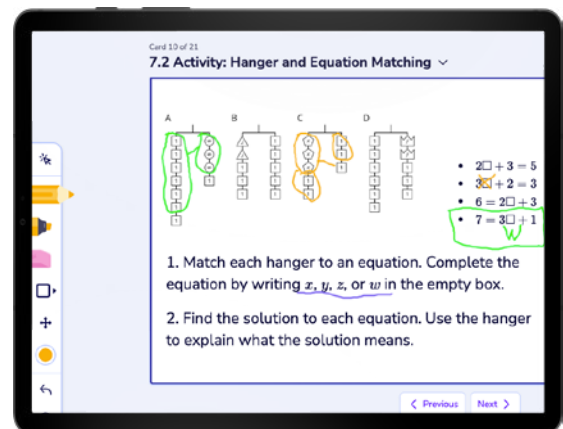 Card 10 of 21
7.2 Activity: Hanger and Equation Matching
A B C D
• 2□ + 3 = 5
• 3□ + 2 = 3
• 6 = 2□ + 3
• 7 = 3□ + 1
w
1. Match each hanger to an equation. Complete the
equation by writing x, y, z, or w in the empty box.
2. Find the solution to each equation. Use the hanger
to explain what the solution means.
Previous Next